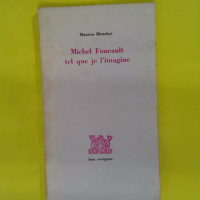 Maurice Blanchot
Michel Foucault
tel que je l'imagine
fata morgana